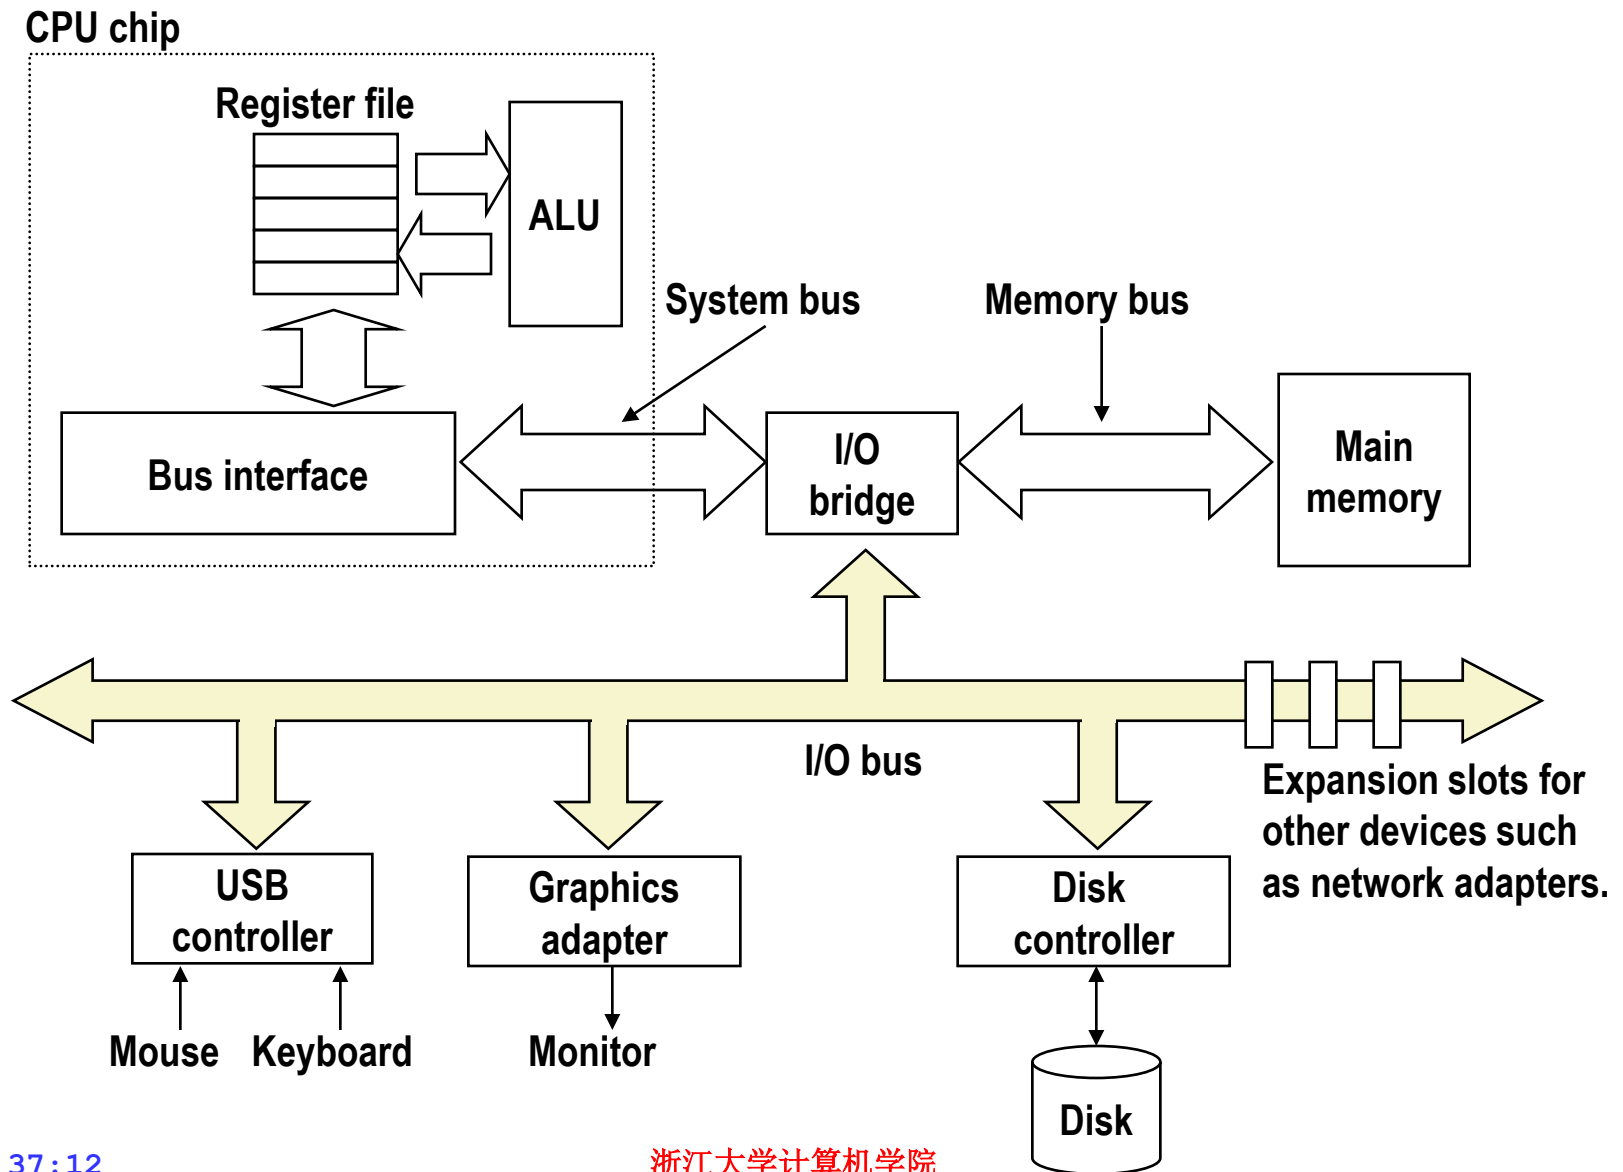 CPU chip
Register file
ALU
System bus
Memory bus
Bus interface
I/O
bridge
Main
memory
I/O bus
Expansion slots for
other devices such
as network adapters.
USB
controller
Graphics
adapter
Disk
controller
Mouse
Keyboard
Monitor
Disk
37:12
浙江大学计算机学院